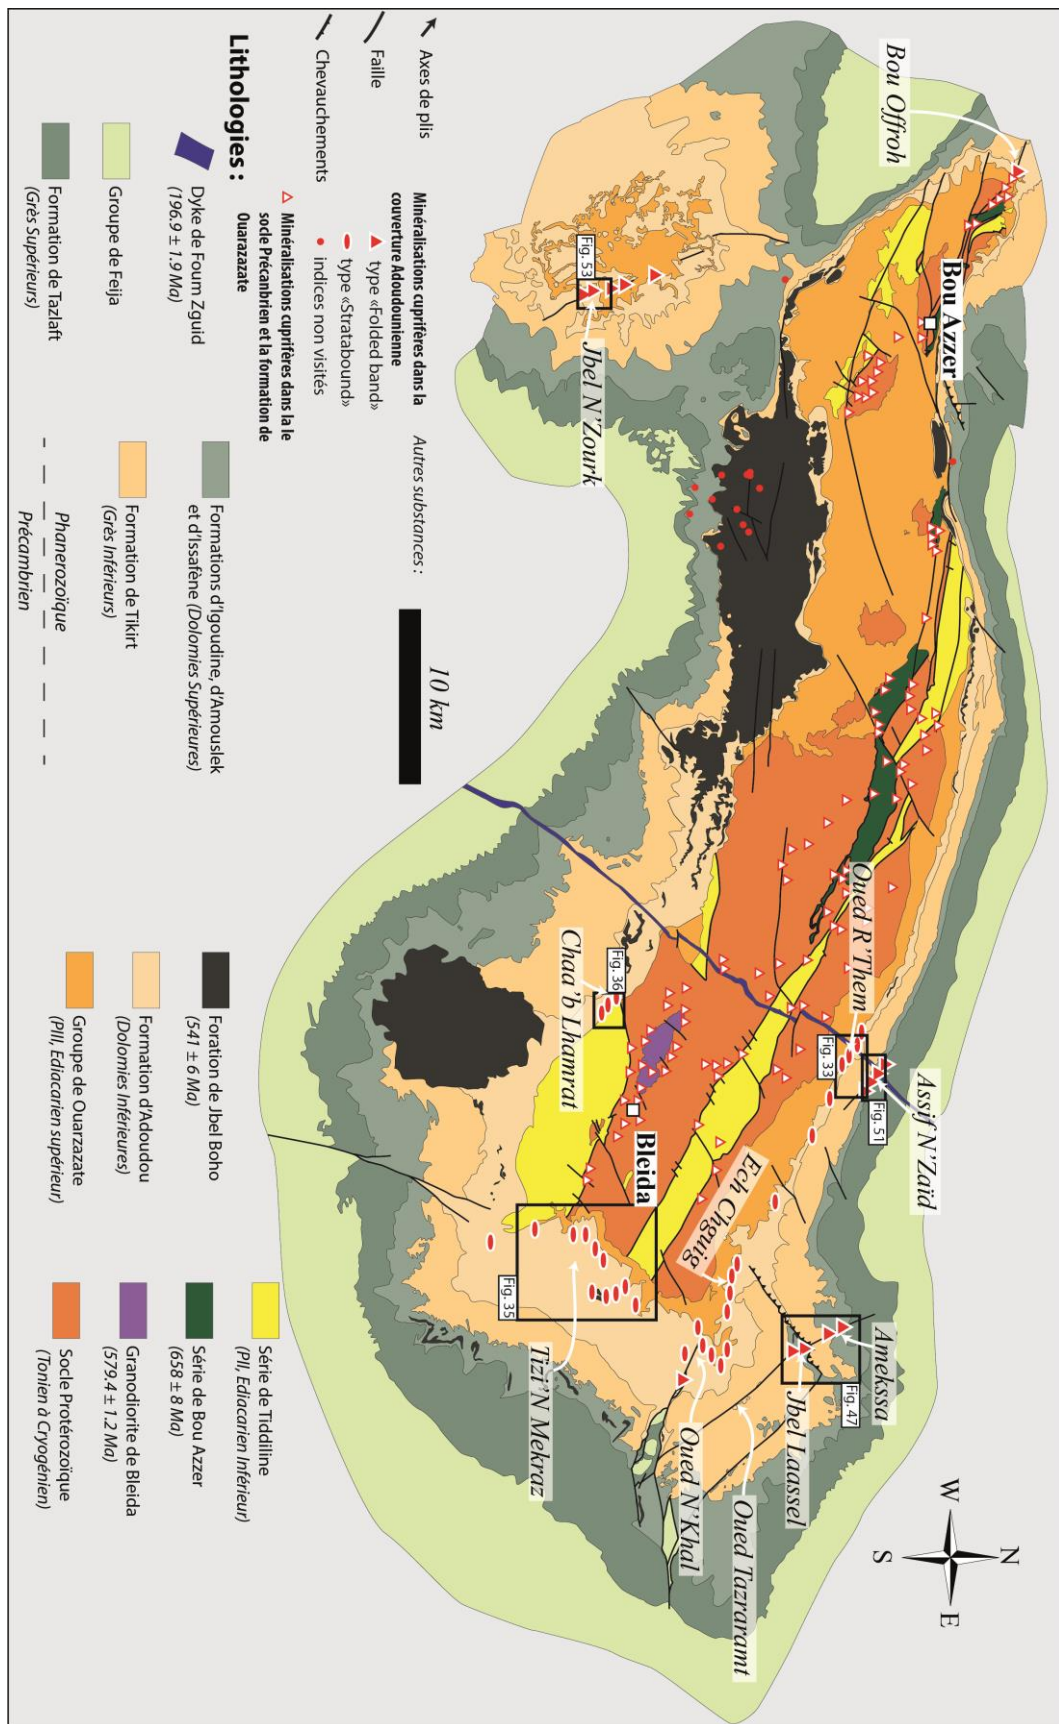 Bou Offroh
Bou Azzer
Fig. 53
Jbel N'Zourk
Oued R'Them
Assif N'Zaïd
Fig. 33
Fig. 51
Chaa'b Lhamrat
Fig. 36
Bleida
Ech Chguig
Amekssa
Fig. 47
Jbel Laassel
Oued Tazraramt
Oued N'Khal
Tizi'N Mekraz
Fig. 35
N
W
E
S
10 km
Axes de plis
Faille
Chevauchements
Minéralisations cuprifères dans la
couverture Adoudounienne
type «Folded band»
type «Stratabound»
indices non visités
Minéralisations cuprifères dans la le
socle Précanbrien et la formation de
Ouarzazate
Autres substances :
Lithologies :
Dyke de Foum Zguid
(196.9 ± 1.9 Ma)
Groupe de Feija
Formation de Tazlaft
(Grès Supérieurs)
Formations d'Igoudine, d'Amouslek
et d'Issafène (Dolomies Supérieures)
Formation de Tikirt
(Grès Inférieurs)
Phanerozoïque
Précambrien
Foration de Jbel Boho
(541 ± 6 Ma)
Formation d'Adoudou
(Dolomies Inférieures)
Groupe de Ouarzazate
(PIII, Ediacarien supérieur)
Série de Tiddiline
(PII, Ediacarien Inférieur)
Série de Bou Azzer
(658 ± 8 Ma)
Granodiorite de Bleida
(579.4 ± 1.2 Ma)
Socle Protérozoïque
(Tonien à Cryogénien)